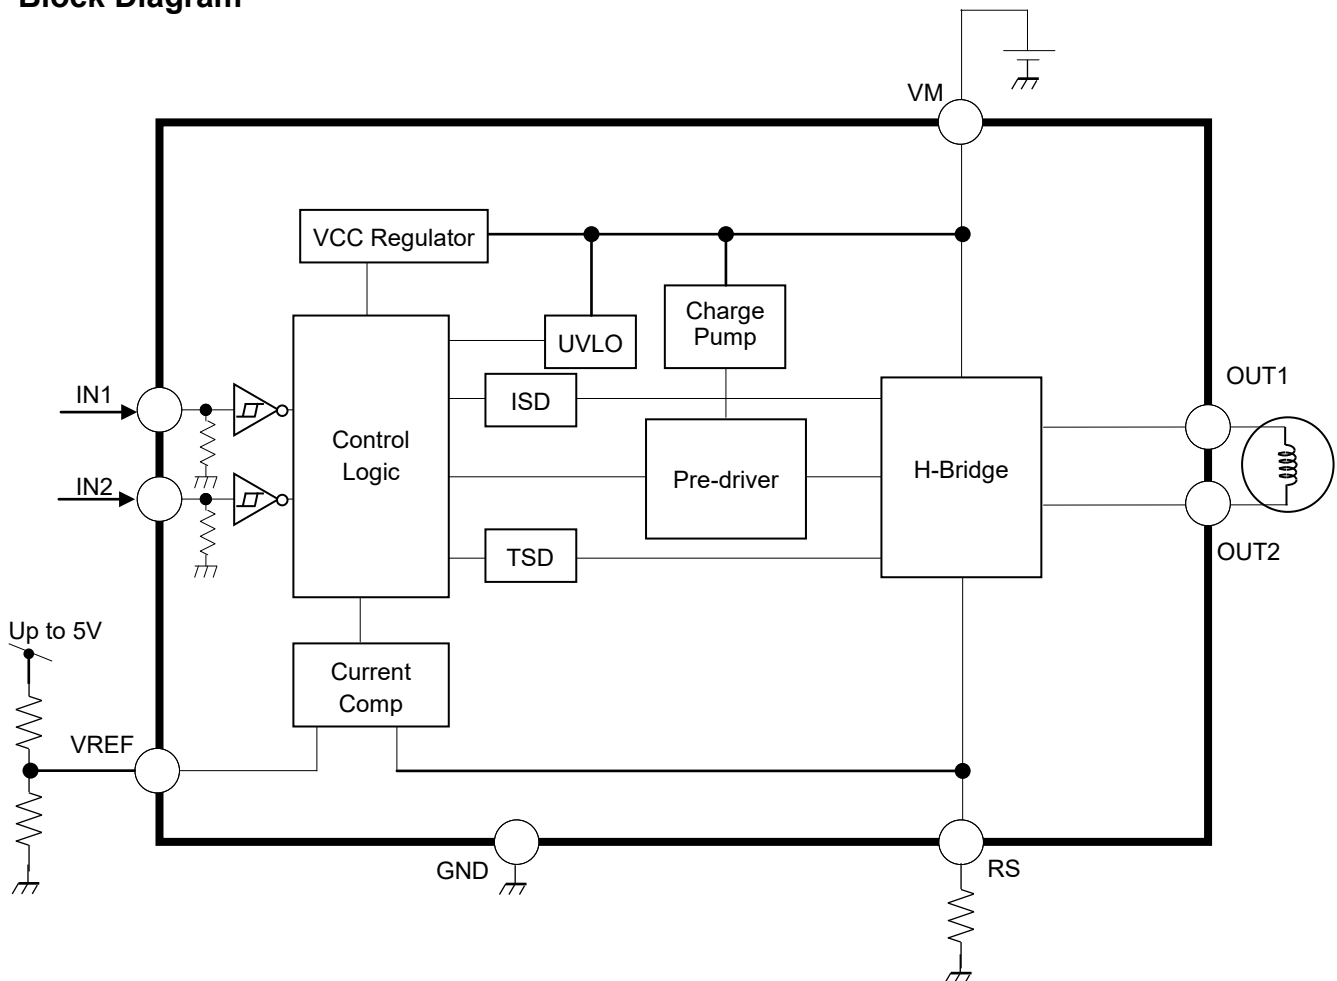 Block Diagram
VM
VCC Regulator
Charge
Pump
UVLO
OUT1
IN1
ISD
Control
Logic
H-Bridge
Pre-driver
IN2
TSD
OUT2
Up to 5V
Current
Comp
VREF
GND
RS